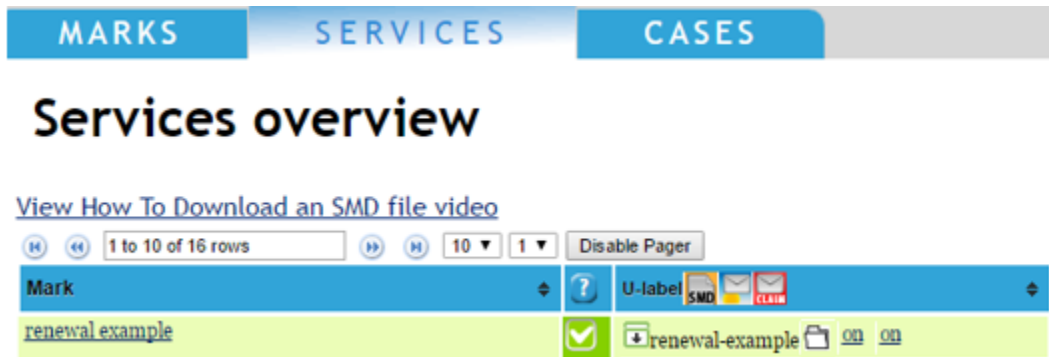 MARKS SERVICES CASES
Services overview
View How To Download an SMD file video
1 to 10 of 16 rows 10 1 Disable Pager
Mark ? U-label SMD CLAIM
renewal example renewal-example on on